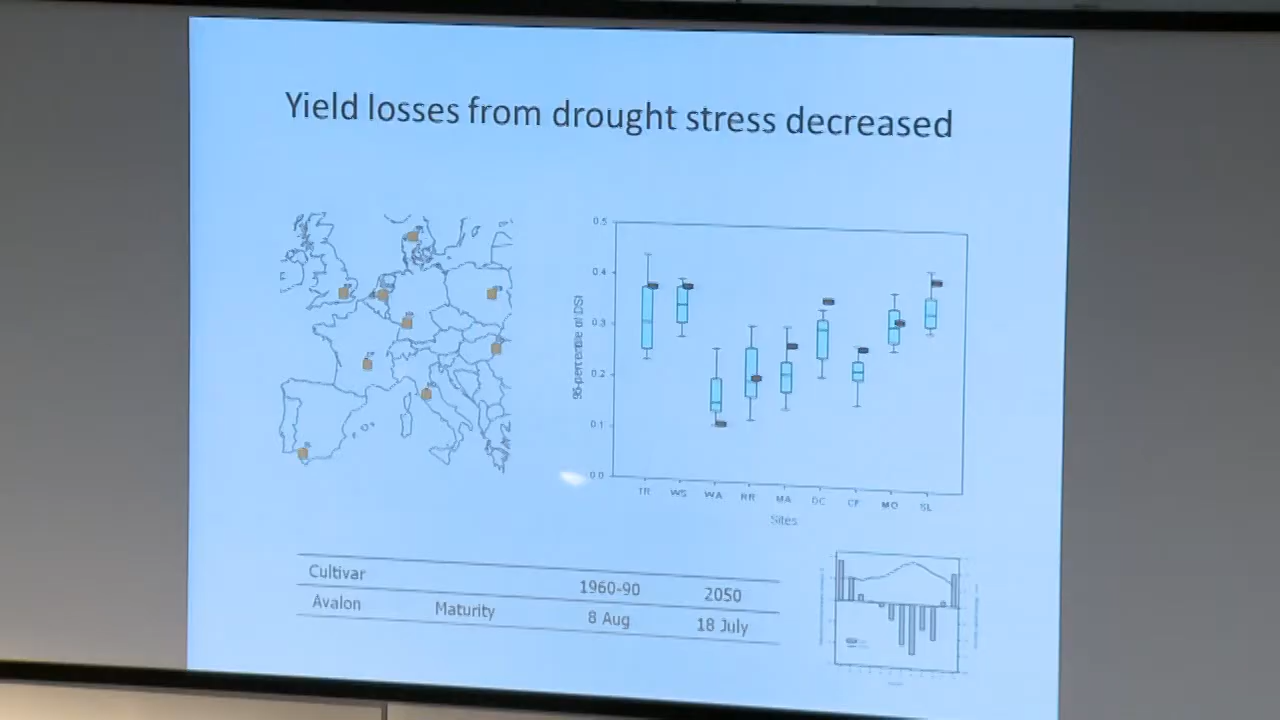 Yield losses from drought stress decreased
0.5
0.4
0.3
0.2
0.1
0.0
95-percentile of DSI
TR WS WA RR MA DC CF MO SL
Sites
Cultivar 1960-90 2050
Avalon Maturity 8 Aug 18 July